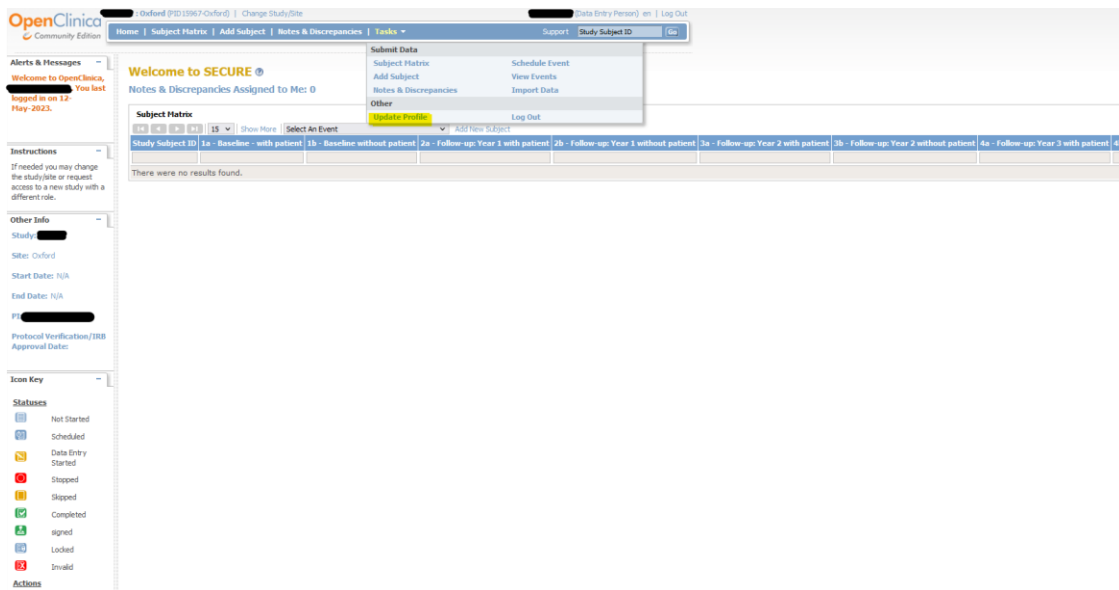 OpenClinica
Community Edition
: Oxford (PID15967-Oxford) | Change Study/Site
(Data Entry Person) en | Log Out
Home | Subject Matrix | Add Subject | Notes & Discrepancies | Tasks
Support Study Subject ID Go
Submit Data
Subject Matrix Schedule Event
Add Subject View Events
Notes & Discrepancies Import Data
Other
Update Profile Log Out
Alerts & Messages
Welcome to OpenClinica,
. You last
logged in on 12-
May-2023.
Instructions
If needed you may change
the study/site or request
access to a new study with a
different role.
Other Info
Study:
Site: Oxford
Start Date: N/A
End Date: N/A
PI
Protocol Verification/IRB
Approval Date:
Icon Key
Statuses
Not Started
Scheduled
Data Entry
Started
Stopped
Skipped
Completed
signed
Locked
Invalid
Actions
Welcome to SECURE
Notes & Discrepancies Assigned to Me: 0
Subject Matrix
15 Show More Select An Event Add New Subject
Study Subject ID 1a - Baseline - with patient 1b - Baseline without patient 2a - Follow-up: Year 1 with patient 2b - Follow-up: Year 1 without patient 3a - Follow-up: Year 2 with patient 3b - Follow-up: Year 2 without patient 4a - Follow-up: Year 3 with patient 4
There were no results found.